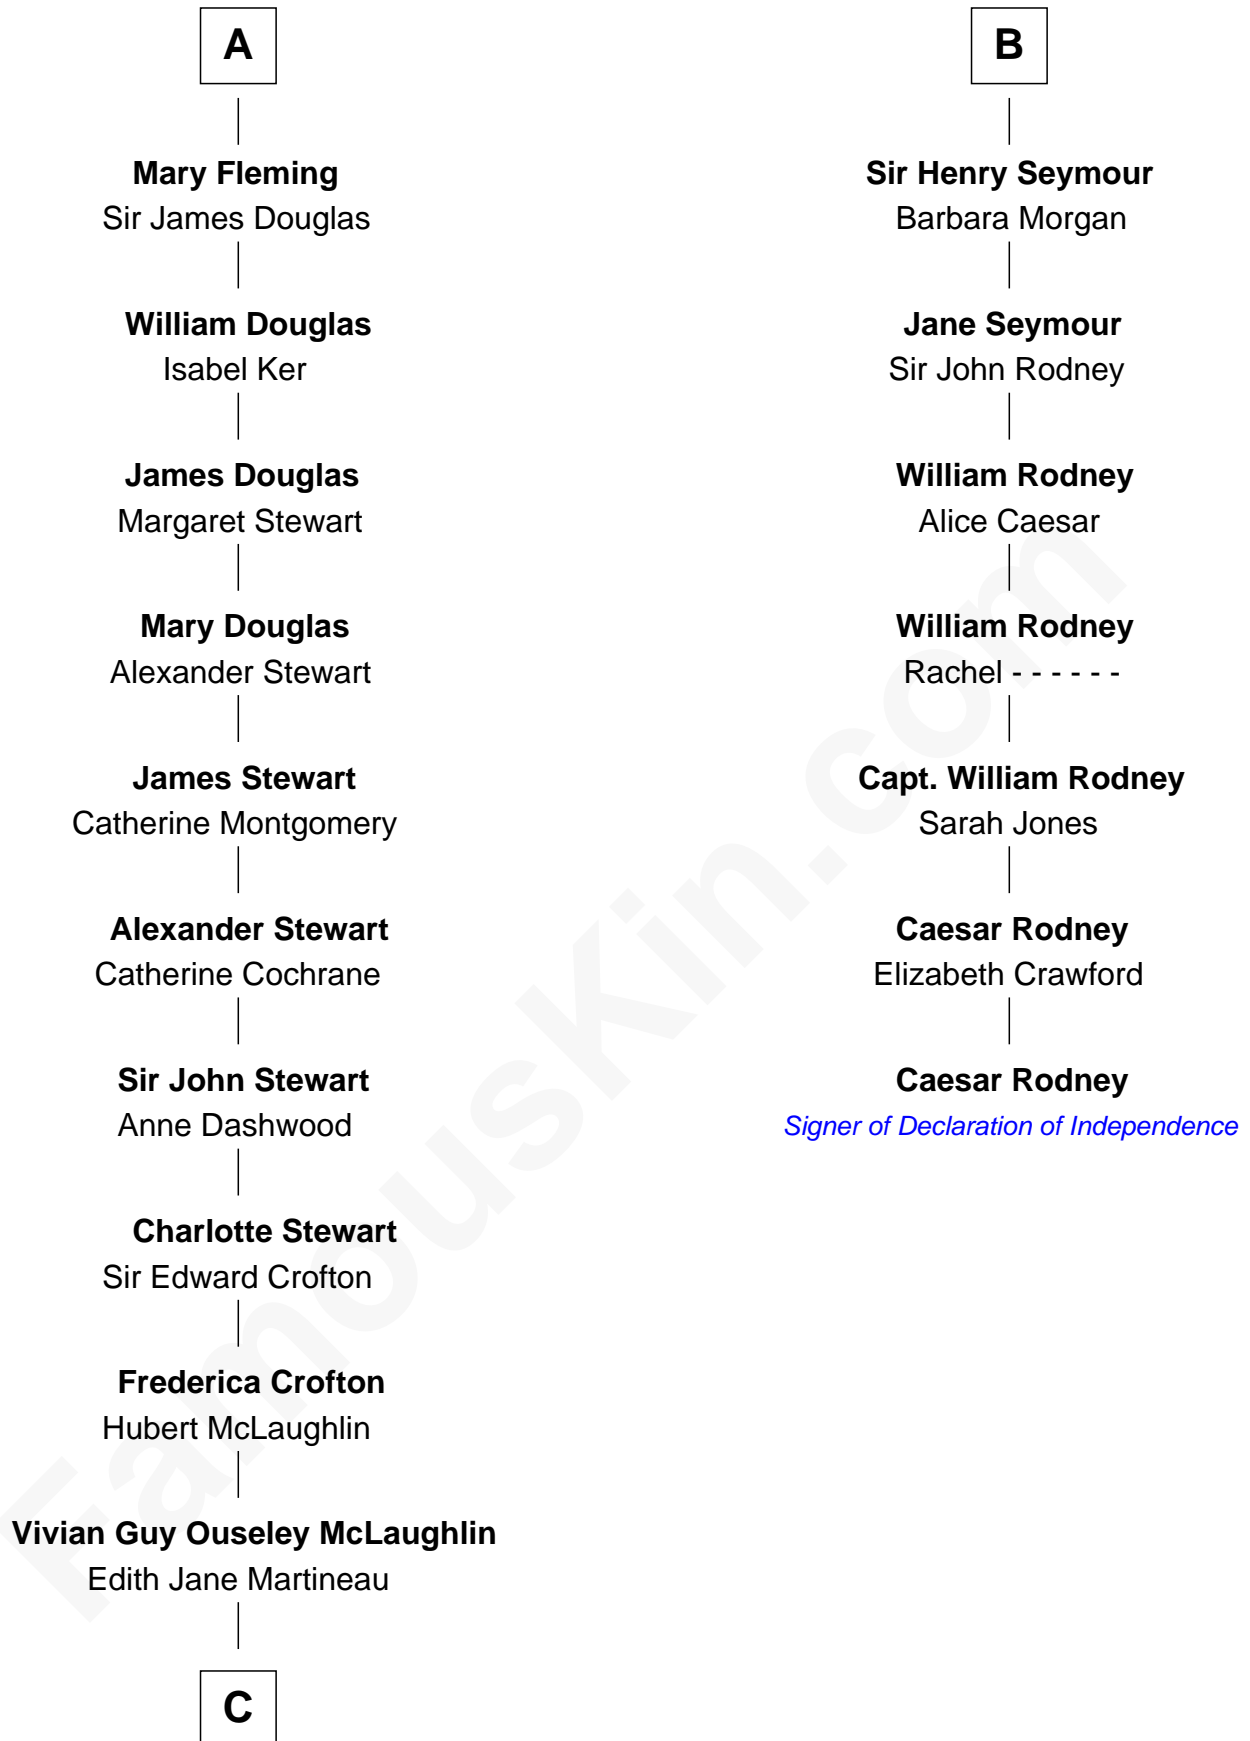 A
Mary Fleming
Sir James Douglas
William Douglas
Isabel Ker
James Douglas
Margaret Stewart
Mary Douglas
Alexander Stewart
James Stewart
Catherine Montgomery
Alexander Stewart
Catherine Cochrane
Sir John Stewart
Anne Dashwood
Charlotte Stewart
Sir Edward Crofton
Frederica Crofton
Hubert McLaughlin
Vivian Guy Ouseley McLaughlin
Edith Jane Martineau
C
B
Sir Henry Seymour
Barbara Morgan
Jane Seymour
Sir John Rodney
William Rodney
Alice Caesar
William Rodney
Rachel - - - - - -
Capt. William Rodney
Sarah Jones
Caesar Rodney
Elizabeth Crawford
Caesar Rodney
Signer of Declaration of Independence
FamousKin.com